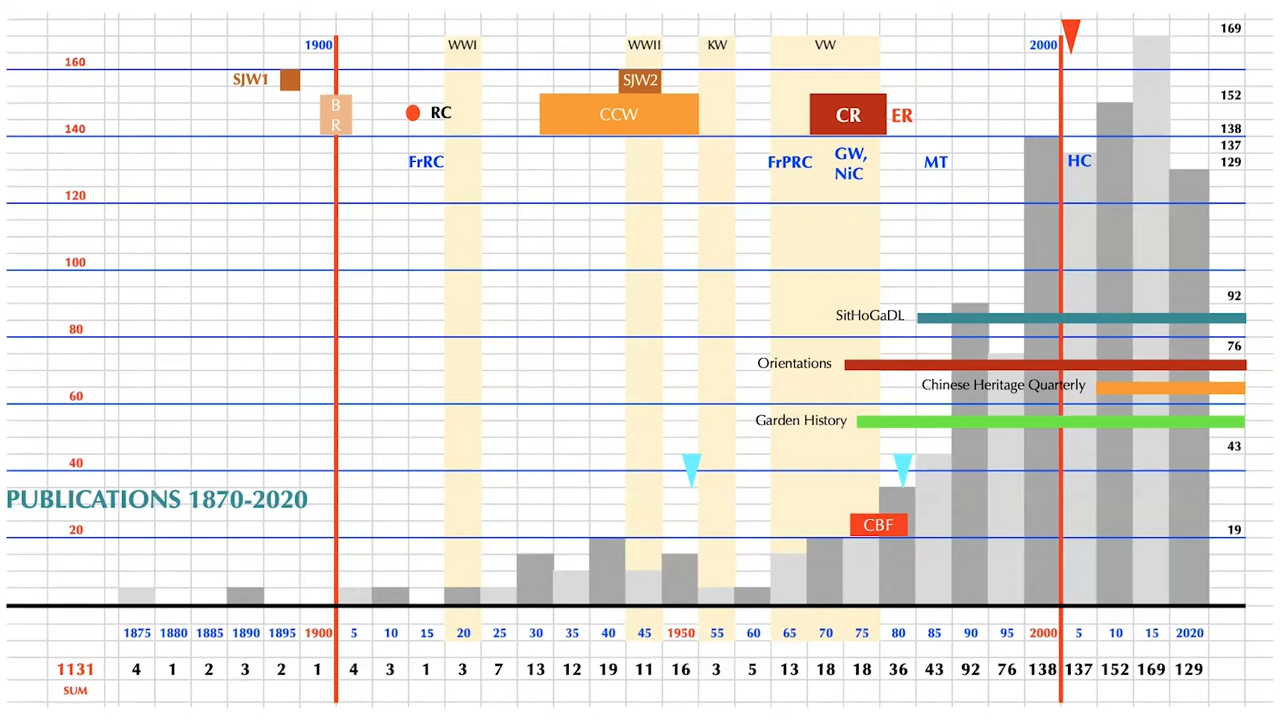 169
1900
WWI
WWII
KW
VW
2000
160
SJW1
SJW2
152
B
R
RC
CCW
CR
ER
140
138
137
129
FrRC
FrPRC
GW,
NiC
MT
HC
120
100
92
SitHoGaDL
80
76
Orientations
Chinese Heritage Quarterly
60
Garden History
43
40
PUBLICATIONS 1870-2020
20
CBF
19
1875 1880 1885 1890 1895 1900 5 10 15 20 25 30 35 40 45 1950 55 60 65 70 75 80 85 90 95 2000 5 10 15 2020
1131 4 1 2 3 2 1 4 3 1 3 7 13 12 19 11 16 3 5 13 18 18 36 43 92 76 138 137 152 169 129
SUM